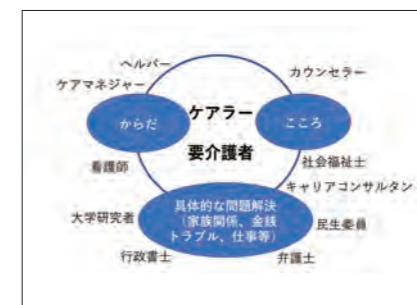 ヘルパー
カウンセラー
ケアマネジャー
からだ
ケアラー
こころ
要介護者
看護師
社会福祉士
キャリアコンサルタン
具体的な問題解決
（家族関係、金銭
トラブル、仕事等）
大学研究者
民生委員
行政書士
弁護士